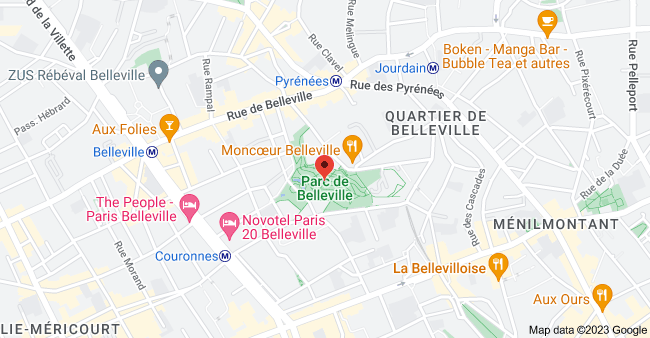 d de la Villette
Rue Melingue
Rue Clavel
Boken - Manga Bar -
Bubble Tea et autres
Rue Pelleport
Rue Pixérécourt
ZUS Rébéval Belleville
Rue Rampal
Pyrénées
Jourdain
Rue des Pyrénées
Pass. Hébrard
Rue de Belleville
Aux Folies
QUARTIER DE
BELLEVILLE
Belleville
Moncœur Belleville
Parc de
Belleville
Rue de la Duée
Rue des Cascades
The People -
Paris Belleville
Novotel Paris
20 Belleville
MÉNILMONTANT
Rue Morand
Couronnes
La Bellevilloise
Aux Ours
LIE-MÉRICOURT
Map data ©2023 Google